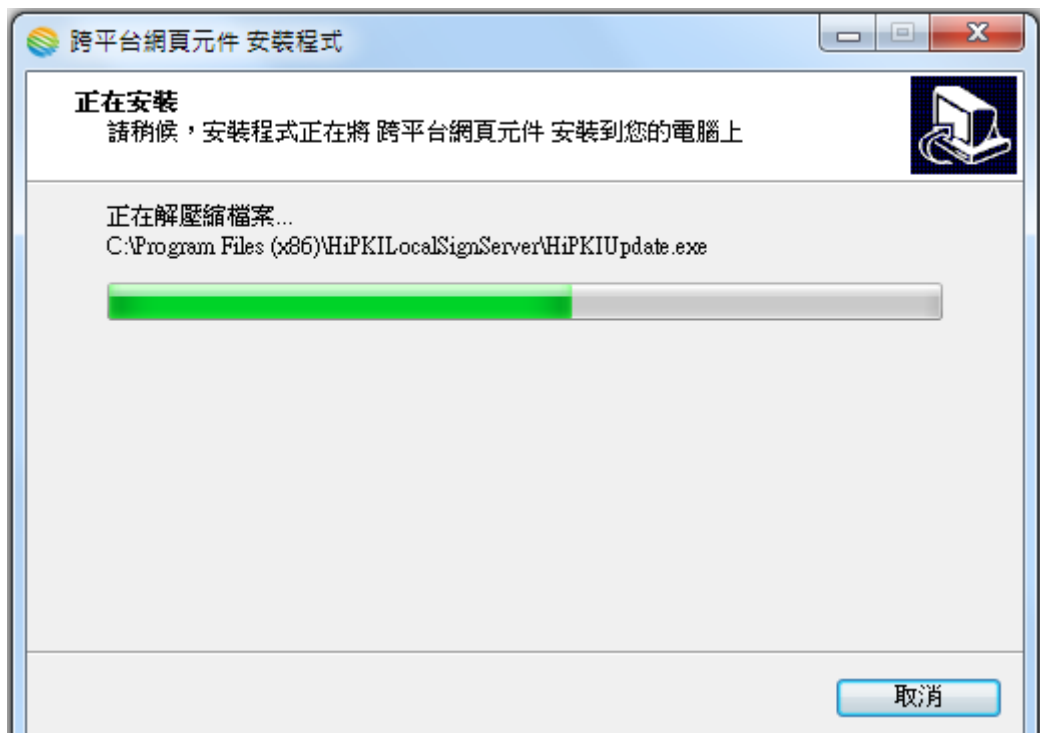 跨平台網頁元件 安裝程式
正在安裝
請稍候，安裝程式正在將 跨平台網頁元件 安裝到您的電腦上
正在解壓縮檔案...
C:\Program Files (x86)\HiPKILocalSignServer\HiPKIUpdate.exe
取消